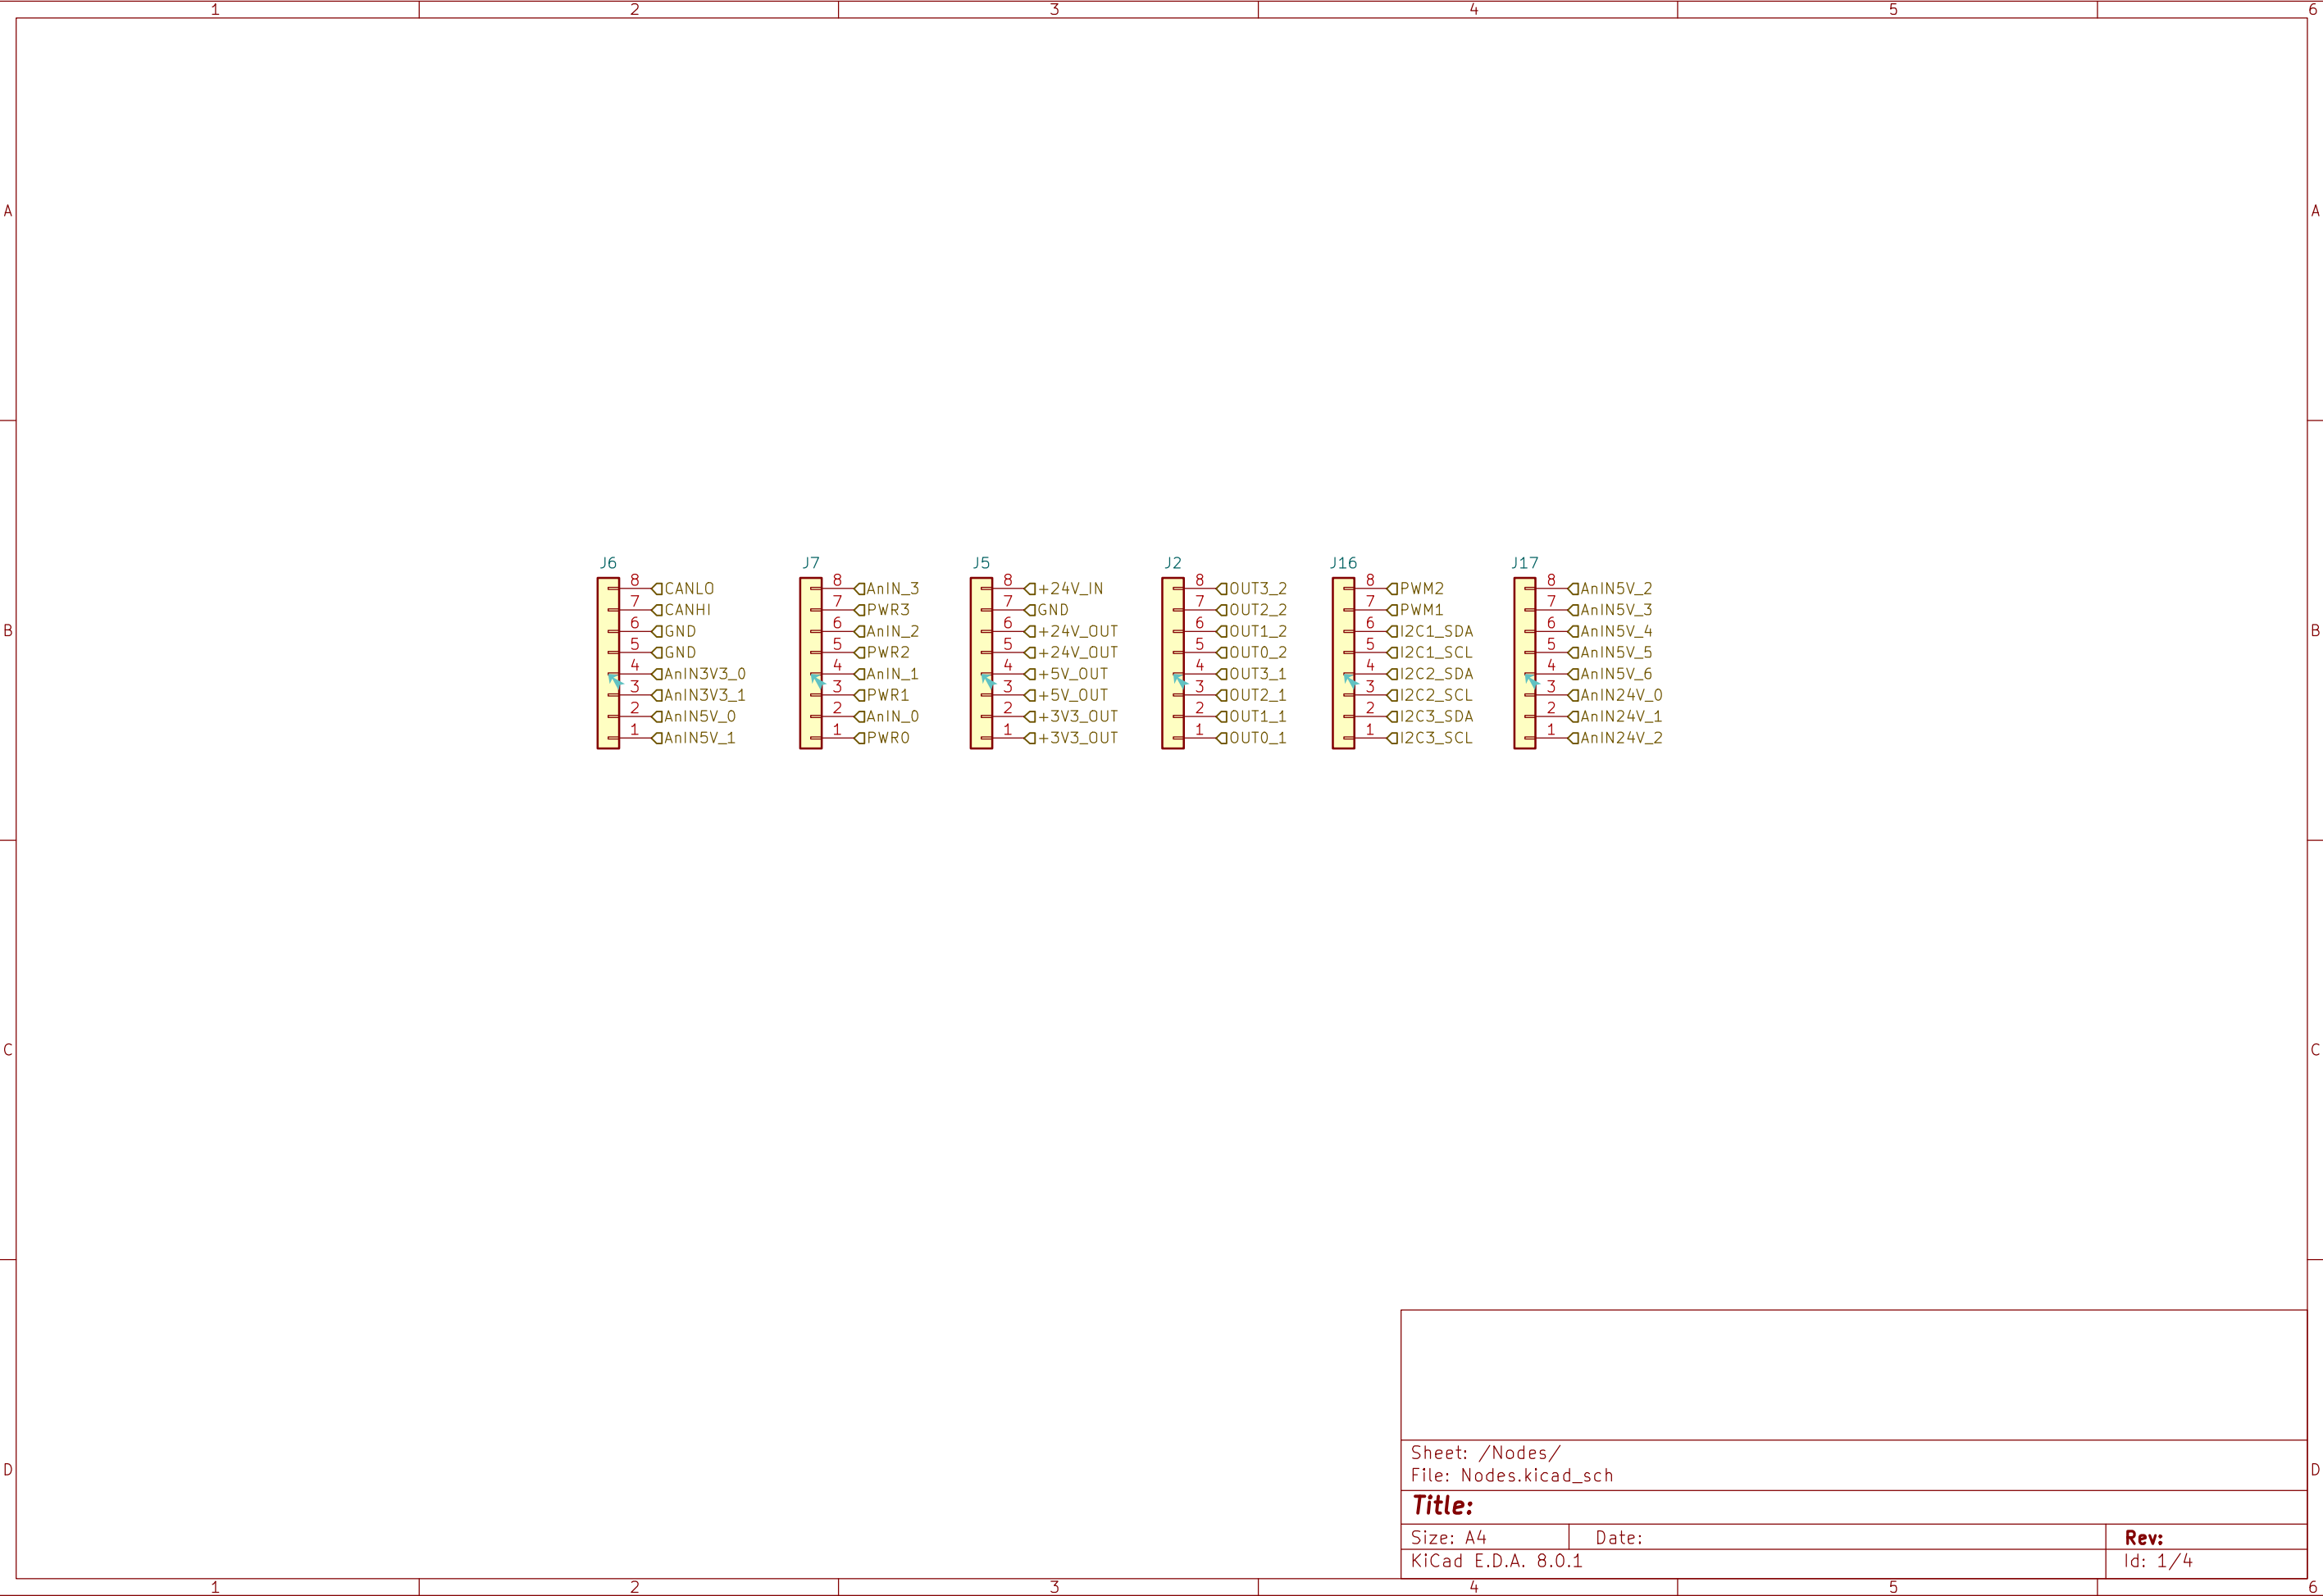 1 2 3 4 5 6
A A
J6 J7 J5 J2 J16 J17
8 CANLO 8 AnIN_3 8 +24V_IN 8 OUT3_2 8 PWM2 8 AnIN5V_2
7 CANHI 7 PWR3 7 GND 7 OUT2_2 7 PWM1 7 AnIN5V_3
B 6 GND 6 AnIN_2 6 +24V_OUT 6 OUT1_2 6 I2C1_SDA 6 AnIN5V_4 B
5 GND 5 PWR2 5 +24V_OUT 5 OUT0_2 5 I2C1_SCL 5 AnIN5V_5
4 AnIN3V3_0 4 AnIN_1 4 +5V_OUT 4 OUT3_1 4 I2C2_SDA 4 AnIN5V_6
3 AnIN3V3_1 3 PWR1 3 +5V_OUT 3 OUT2_1 3 I2C2_SCL 3 AnIN24V_0
2 AnIN5V_0 2 AnIN_0 2 +3V3_OUT 2 OUT1_1 2 I2C3_SDA 2 AnIN24V_1
1 AnIN5V_1 1 PWR0 1 +3V3_OUT 1 OUT0_1 1 I2C3_SCL 1 AnIN24V_2
C C
Sheet: /Nodes/
D File: Nodes.kicad_sch D
Title:
Size: A4 Date: Rev:
KiCad E.D.A. 8.0.1 Id: 1/4
1 2 3 4 5 6